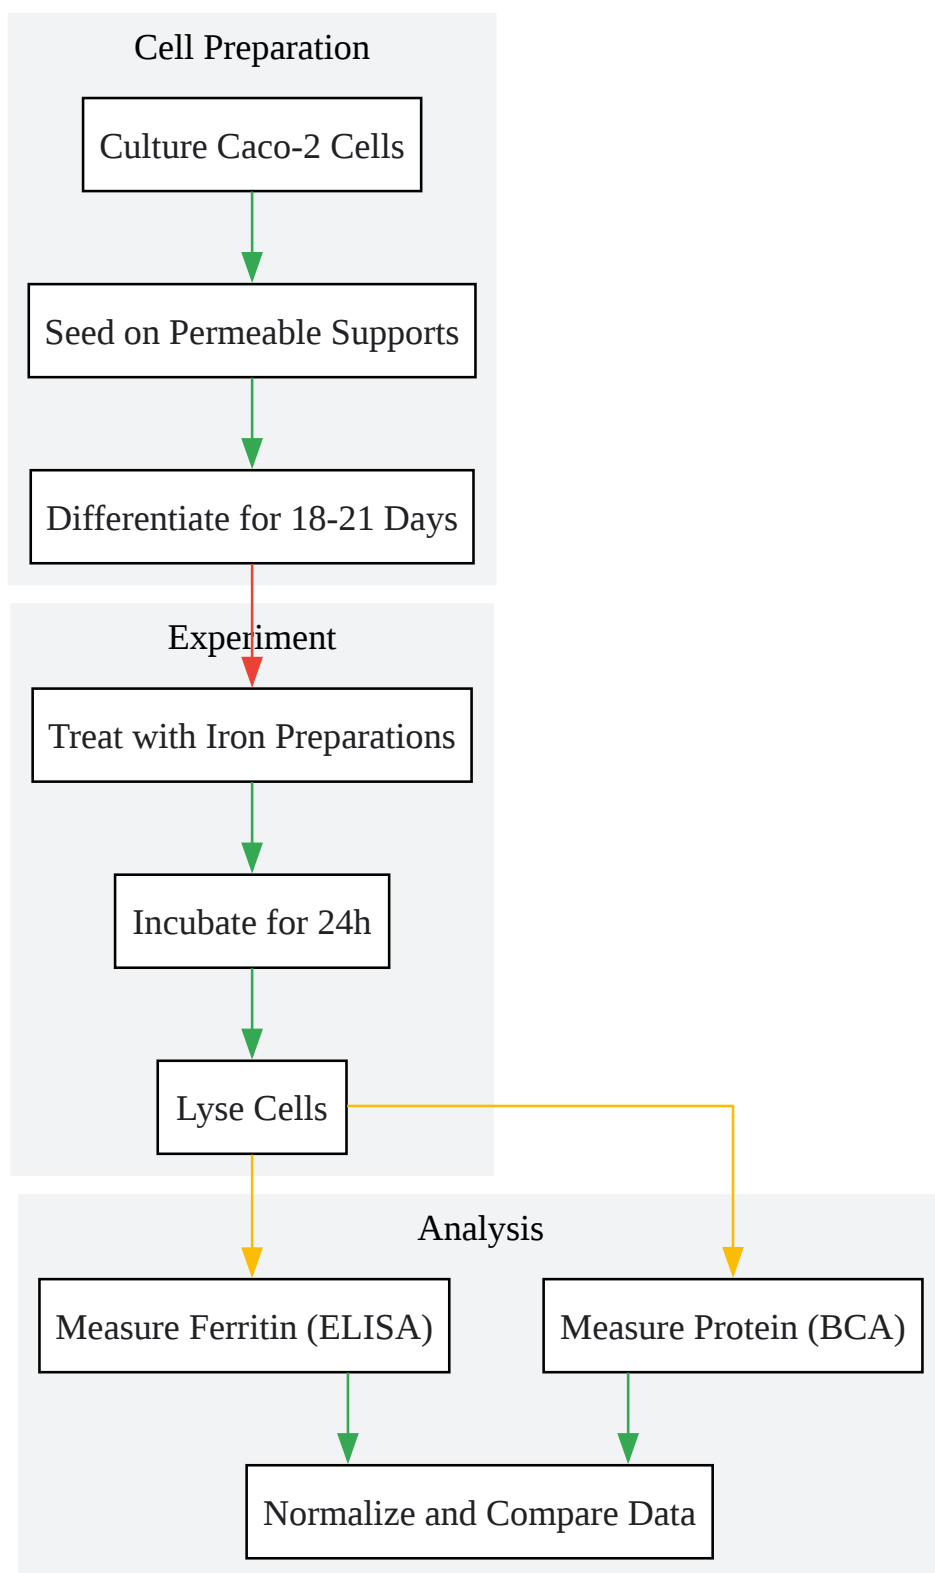 Cell Preparation
Culture Caco-2 Cells
Seed on Permeable Supports
Differentiate for 18-21 Days
Experiment
Treat with Iron Preparations
Incubate for 24h
Lyse Cells
Analysis
Measure Ferritin (ELISA)
Measure Protein (BCA)
Normalize and Compare Data